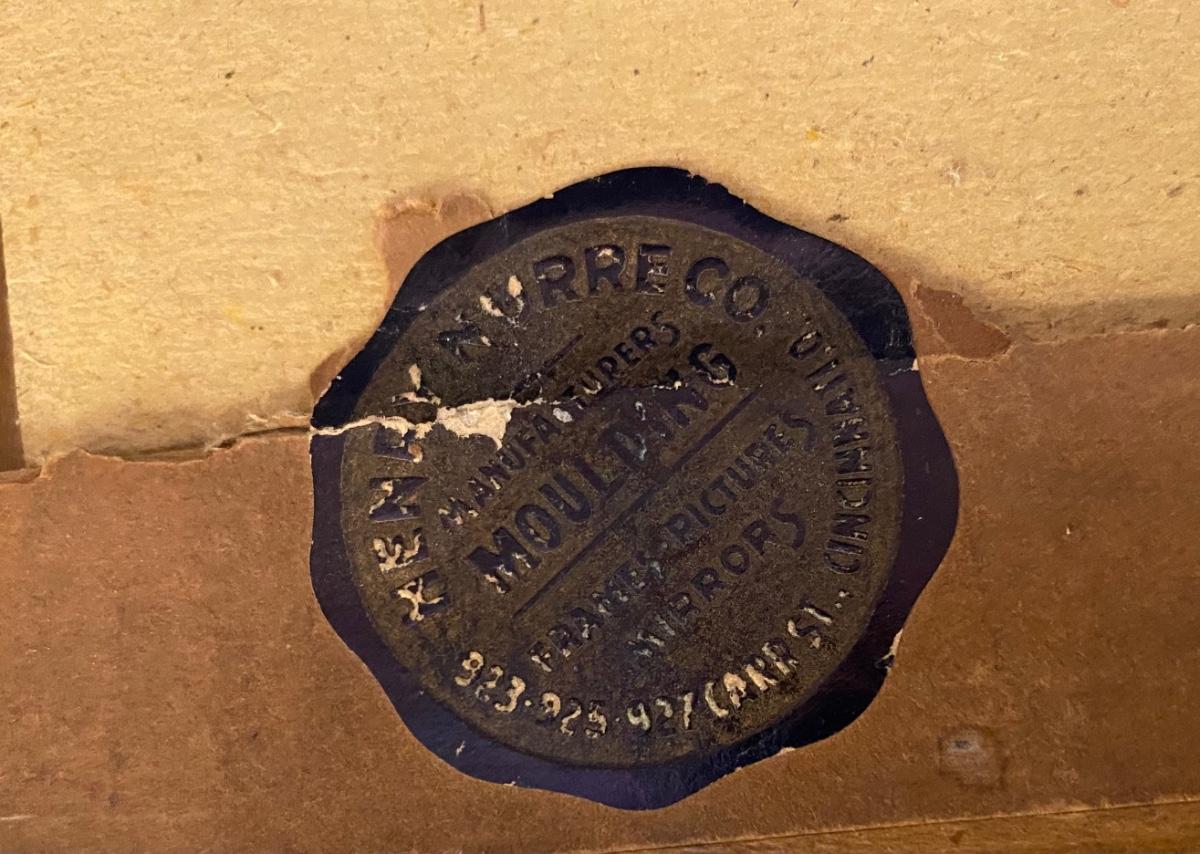 HENRY NURRE CO.
MANUFACTURERS
MOULDING
FRAMES-PICTURES
MIRRORS
923-925-927 CARR ST., CINCINNATI, O.